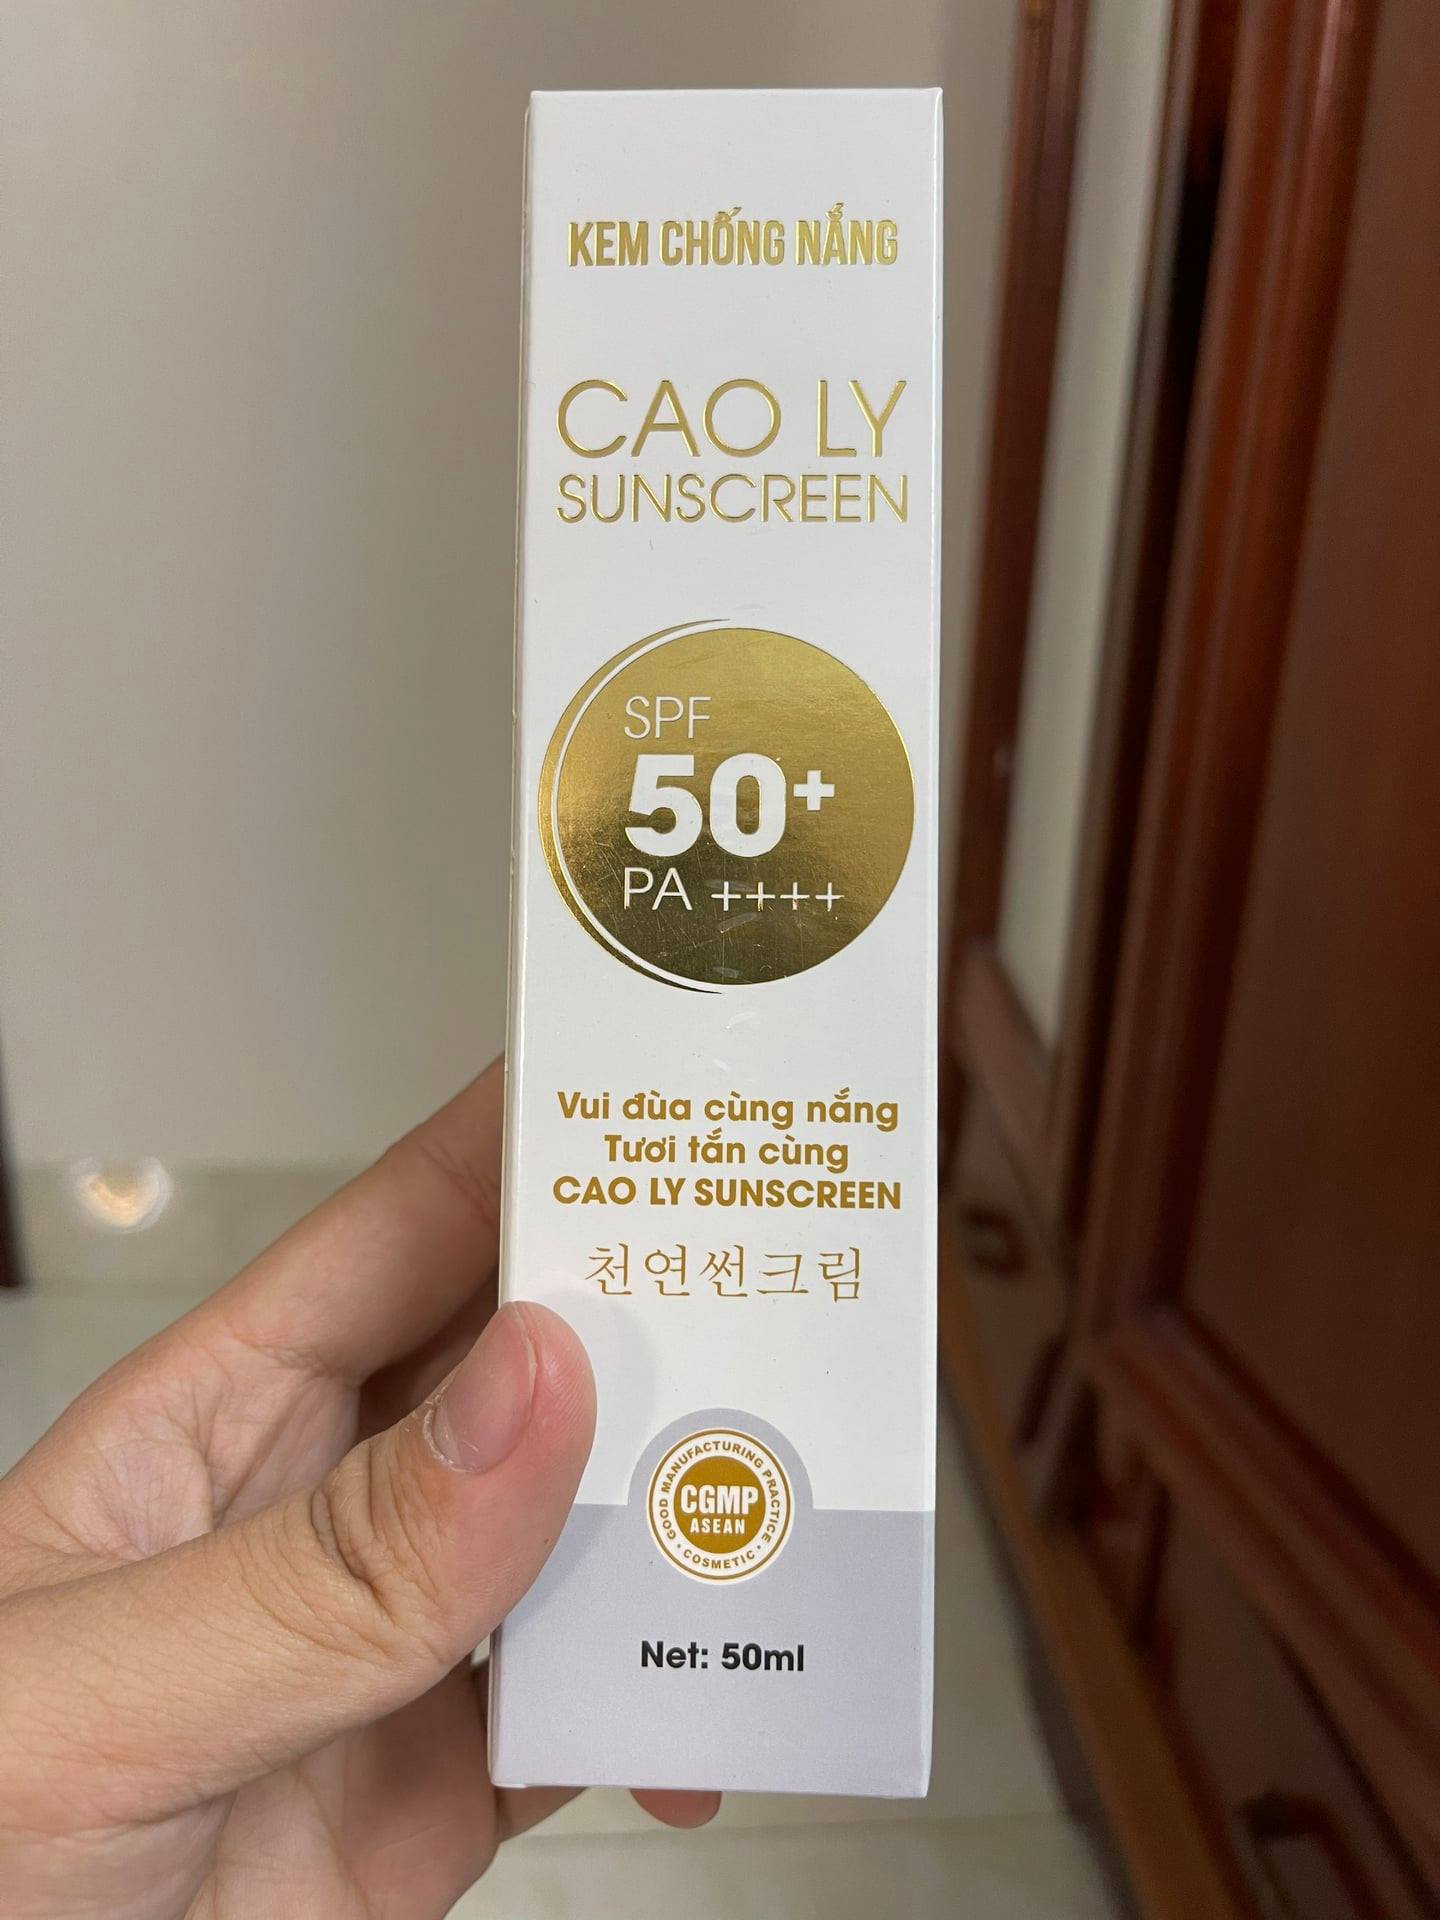 KEM CHỐNG NẮNG
CAO LY
SUNSCREEN
SPF
50+
PA ++++
Vui đùa cùng nắng
Tươi tắn cùng
CAO LY SUNSCREEN
천연썬크림
GOOD MANUFACTURING PRACTICE
CGMP
ASEAN
COSMETIC
Net: 50ml